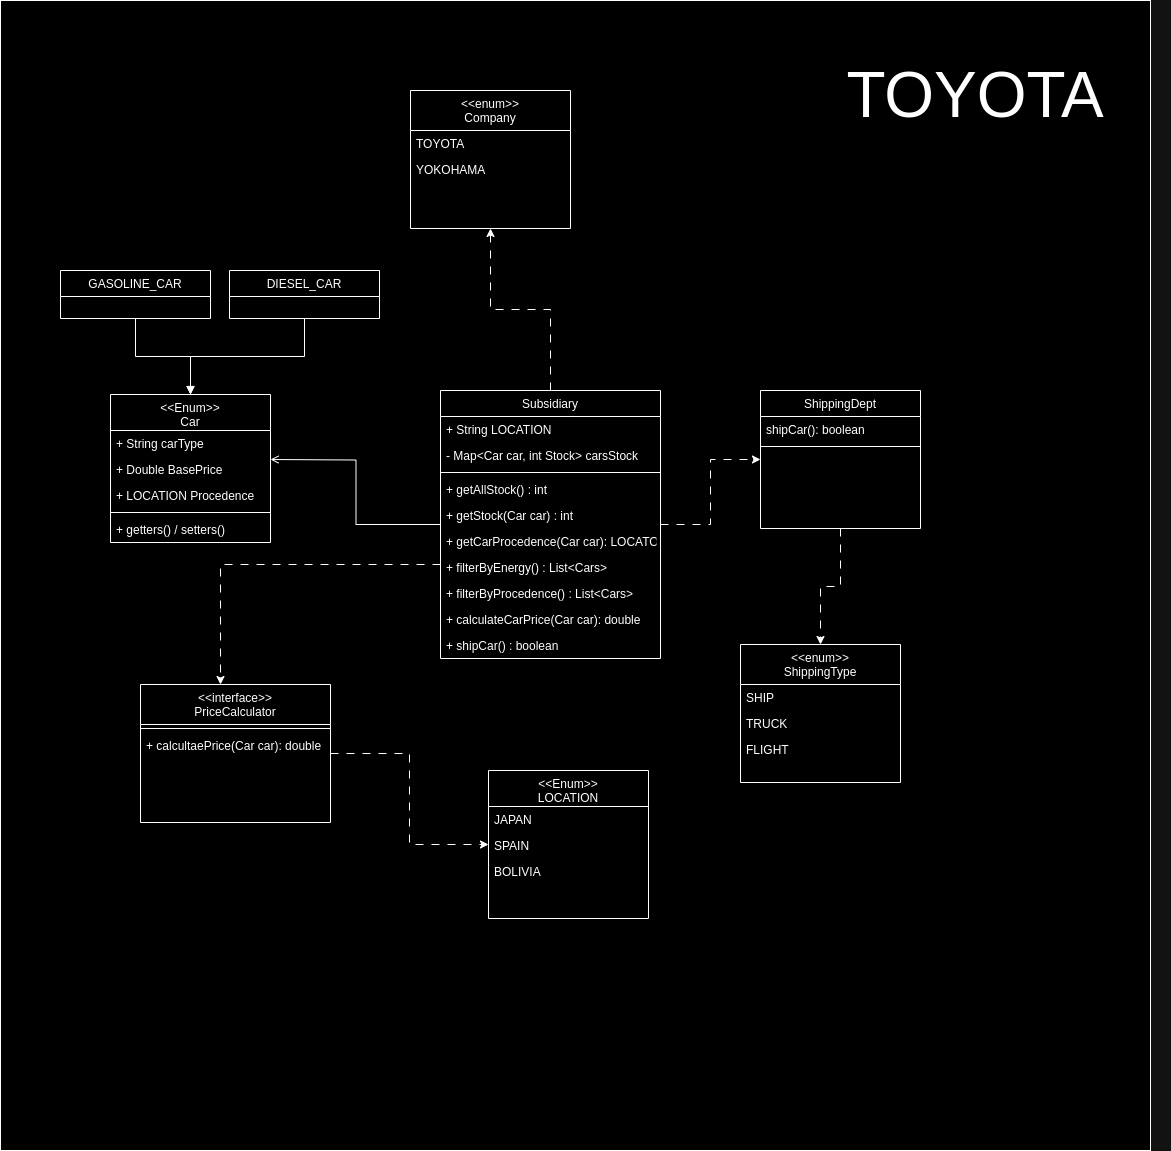 TOYOTA
<<enum>>
Company
TOYOTA
YOKOHAMA
GASOLINE_CAR
DIESEL_CAR
<<Enum>>
Car
+ String carType
+ Double BasePrice
+ LOCATION Procedence
+ getters() / setters()
Subsidiary
+ String LOCATION
- Map<Car car, int Stock> carsStock
+ getAllStock() : int
+ getStock(Car car) : int
+ getCarProcedence(Car car): LOCATC
+ filterByEnergy() : List<Cars>
+ filterByProcedence() : List<Cars>
+ calculateCarPrice(Car car): double
+ shipCar() : boolean
ShippingDept
shipCar(): boolean
<<enum>>
ShippingType
SHIP
TRUCK
FLIGHT
<<interface>>
PriceCalculator
+ calcultaePrice(Car car): double
<<Enum>>
LOCATION
JAPAN
SPAIN
BOLIVIA